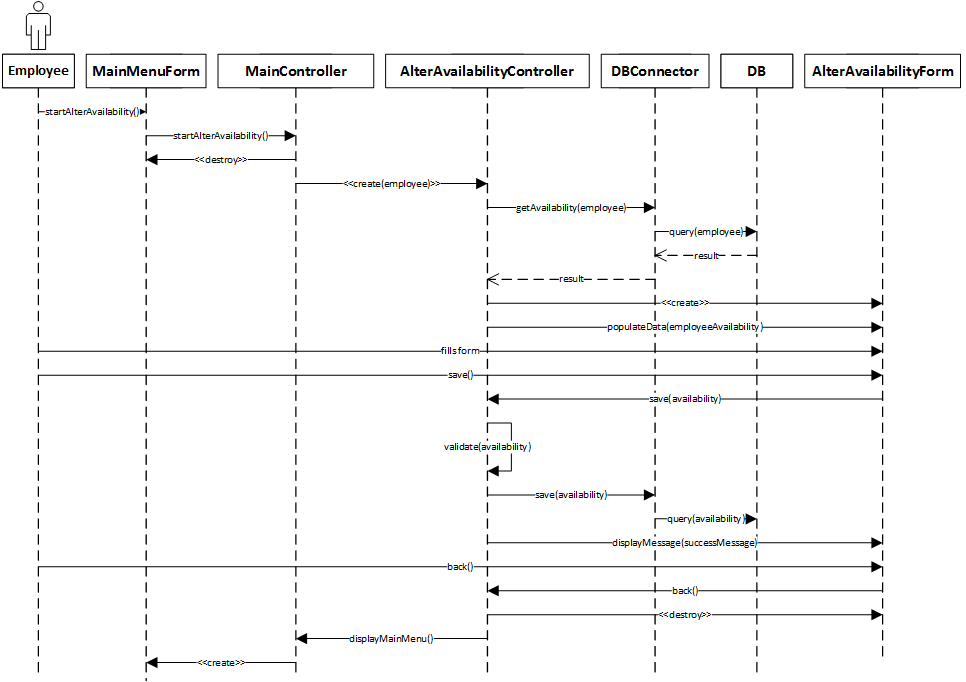 Employee
MainMenuForm
MainController
AlterAvailabilityController
DBConnector
DB
AlterAvailabilityForm
startAlterAvailability()
startAlterAvailability()
<<destroy>>
<<create(employee)>>
getAvailability(employee)
query(employee)
result
result
<<create>>
populateData(employeeAvailability)
fills form
save()
save(availability)
validate(availability)
save(availability)
query(availability)
displayMessage(successMessage)
back()
back()
<<destroy>>
displayMainMenu()
<<create>>